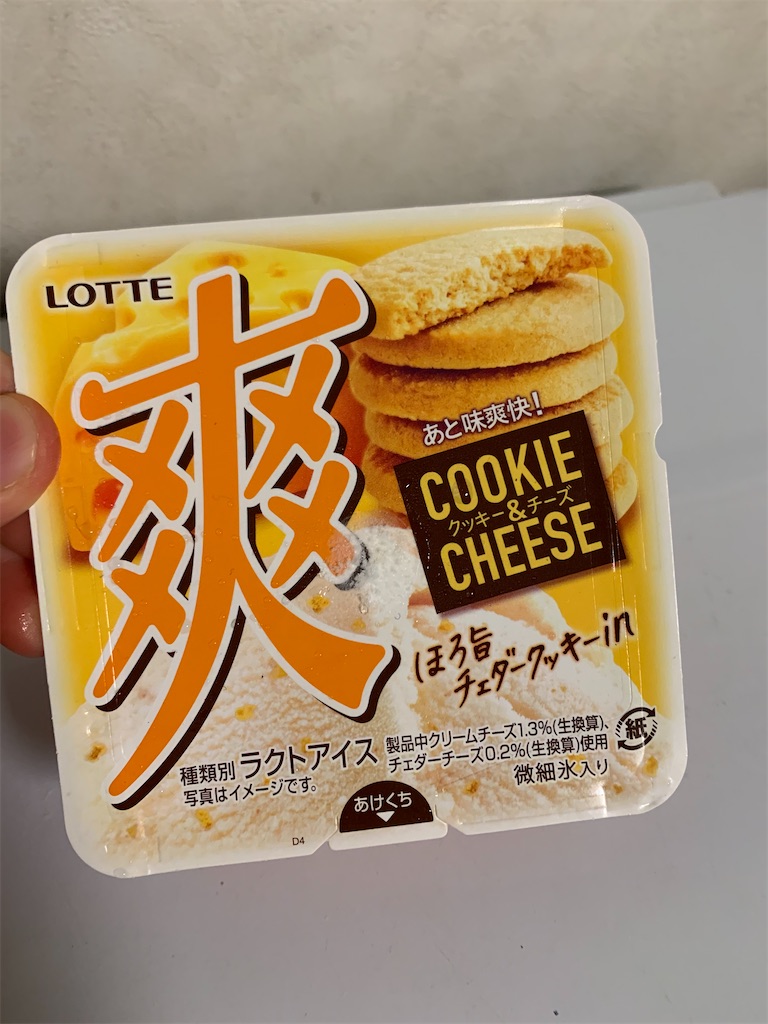 LOTTE
爽
あと味爽快!
COOKIE
クッキー&チーズ
CHEESE
ほろ旨
チェダークッキーin
種類別 ラクトアイス
写真はイメージです。
製品中クリームチーズ1.3%(生換算)、
チェダーチーズ0.2%(生換算)使用
微細氷入り
紙
あけくち
D4